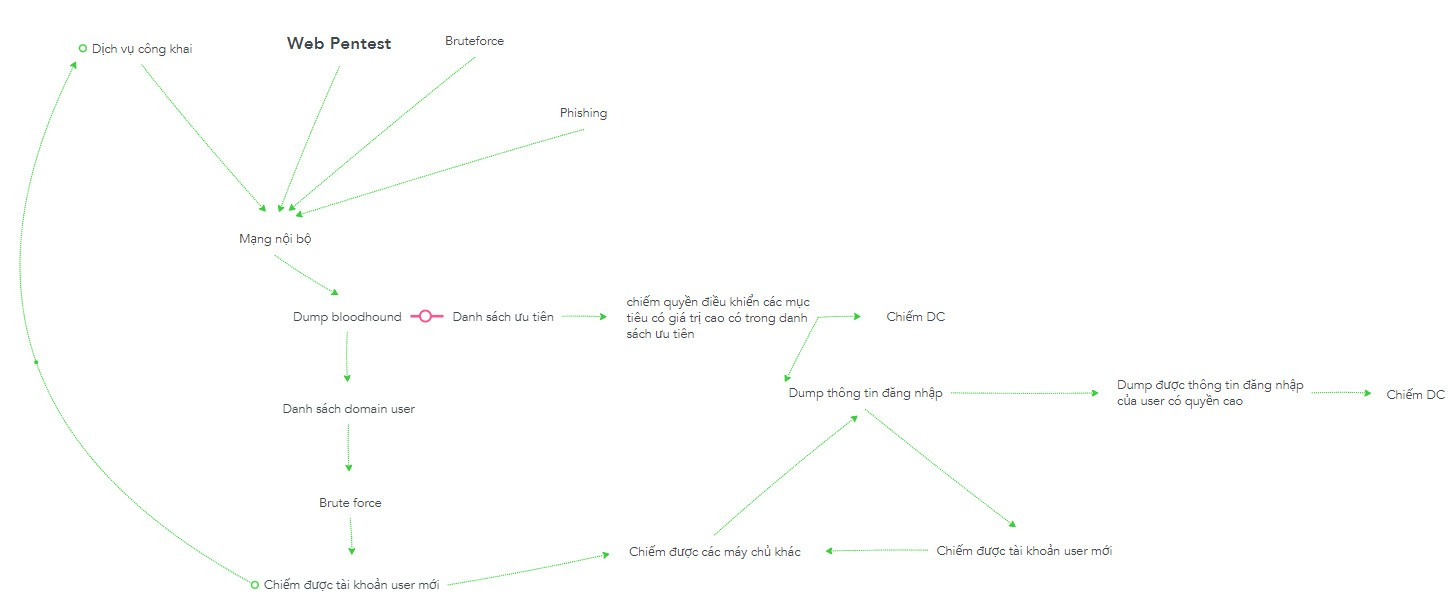 Dịch vụ công khai
Web Pentest
Bruteforce
Phishing
Mạng nội bộ
Dump bloodhound
Danh sách ưu tiên
chiếm quyền điều khiển các mục
tiêu có giá trị cao có trong danh
sách ưu tiên
Chiếm DC
Dump thông tin đăng nhập
Dump được thông tin đăng nhập
của user có quyền cao
Chiếm DC
Danh sách domain user
Brute force
Chiếm được các máy chủ khác
Chiếm được tài khoản user mới
Chiếm được tài khoản user mới